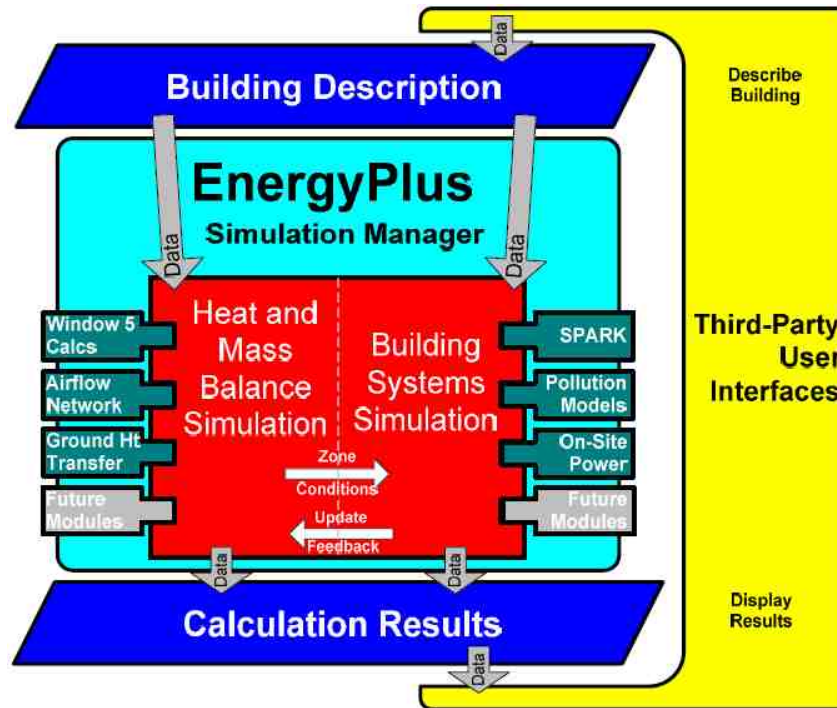 Data
Building Description
Describe
Building
EnergyPlus
Simulation Manager
Data
Data
Heat and
Mass
Balance
Simulation
Building
Systems
Simulation
Window 5
Calcs
Airflow
Network
Ground Ht
Transfer
Future
Modules
SPARK
Pollution
Models
On-Site
Power
Future
Modules
Third-Party
User
Interfaces
Zone
Conditions
Update
Feedback
Data
Data
Calculation Results
Display
Results
Data